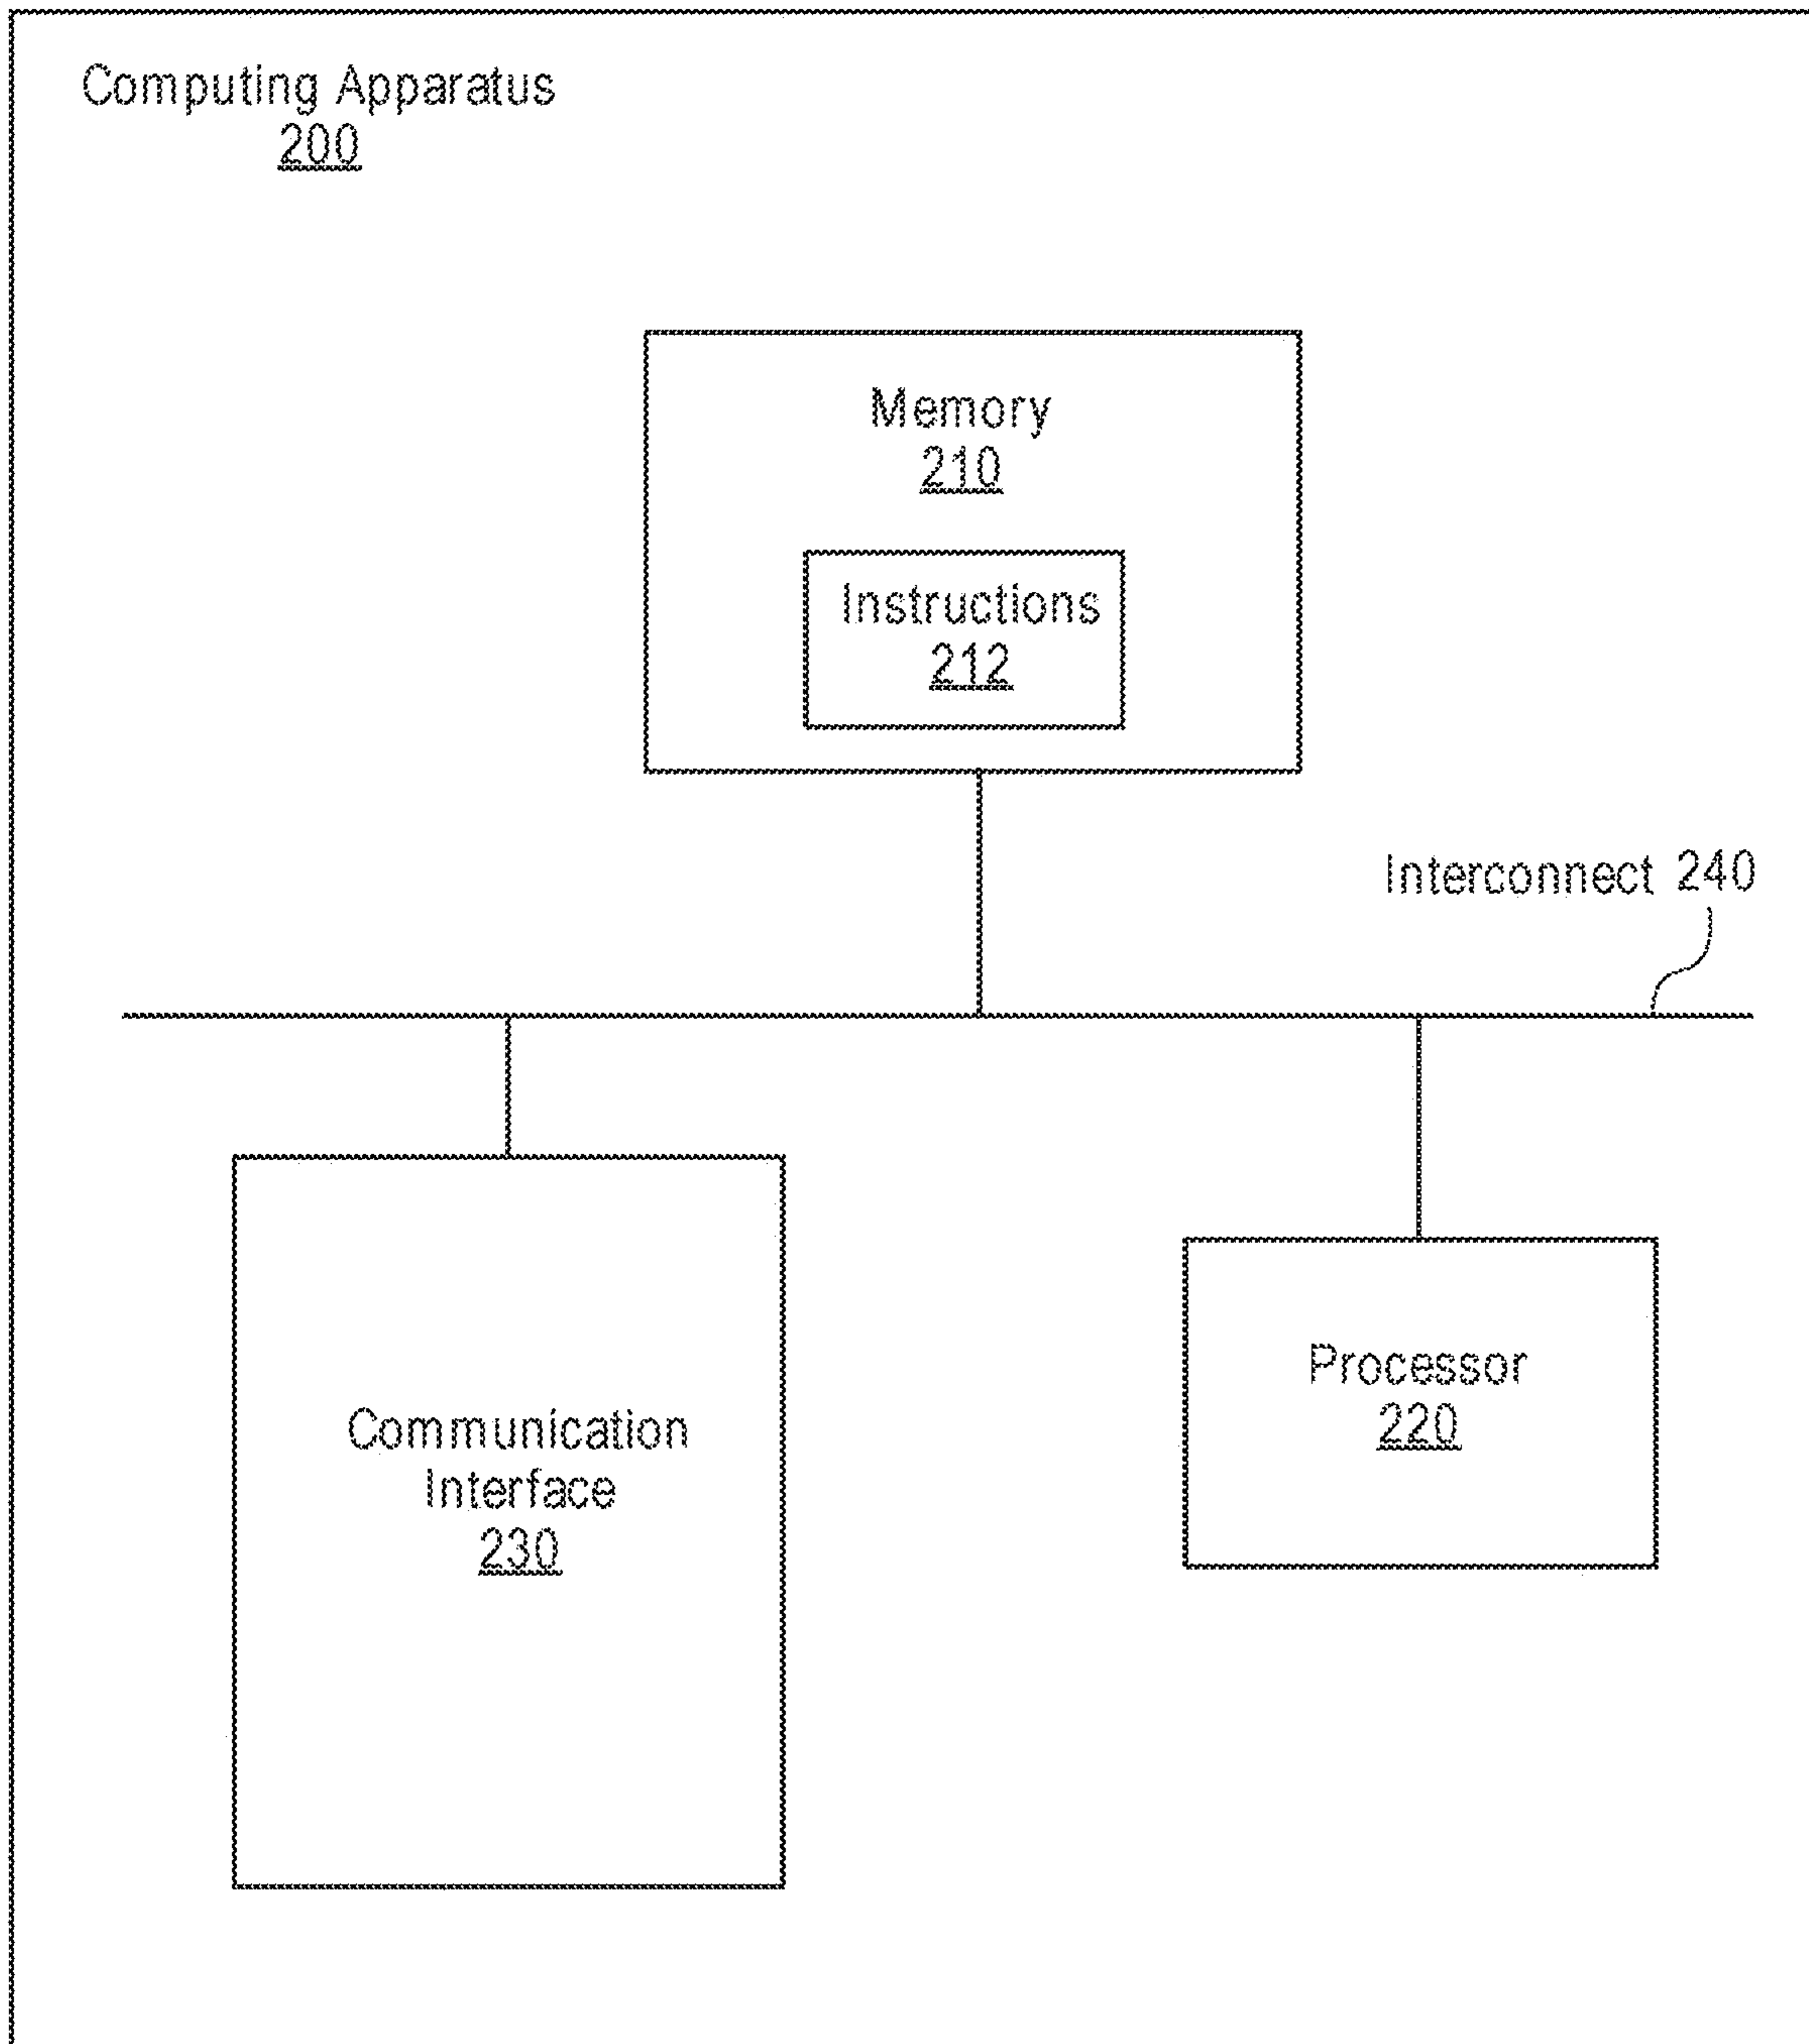 Computing Apparatus
200
Memory
210
Instructions
212
Interconnect 240
Communication
Interface
230
Processor
220